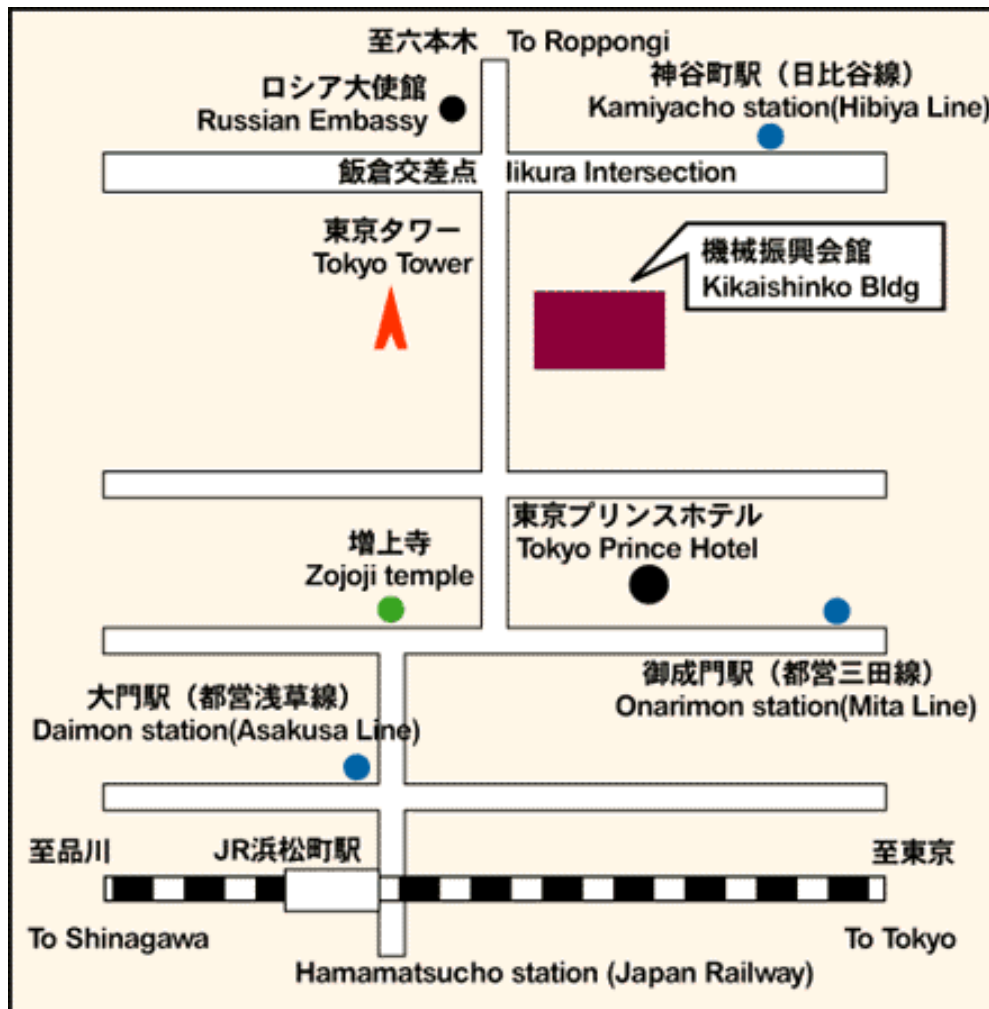 至六本木 To Roppongi
ロシア大使館
Russian Embassy
神谷町駅（日比谷線）
Kamiyacho station(Hibiya Line)
飯倉交差点 Iikura Intersection
東京タワー
Tokyo Tower
機械振興会館
Kikaishinko Bldg
増上寺
Zojoji temple
東京プリンスホテル
Tokyo Prince Hotel
大門駅（都営浅草線）
Daimon station(Asakusa Line)
御成門駅（都営三田線）
Onarimon station(Mita Line)
至品川
JR浜松町駅
至東京
To Shinagawa
To Tokyo
Hamamatsucho station (Japan Railway)